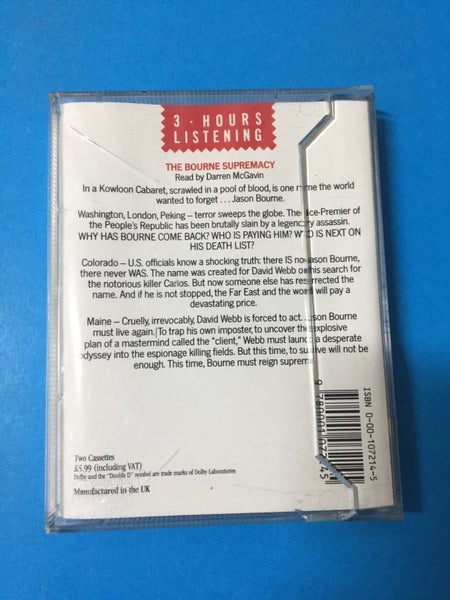 3 · HOURS
LISTENING
THE BOURNE SUPREMACY
Read by Darren McGavin
In a Kowloon Cabaret, scrawled in a pool of blood, is one the world
wanted to forget . . . Jason Bourne.
Washington, London, Peking – terror sweeps the globe. The Vice-Premier of
the People's Republic has been brutally slain by a legendary assassin.
WHY HAS BOURNE COME BACK? WHO IS PAYING HIM? WHO IS NEXT ON
HIS DEATH LIST?
Colorado – U.S. officials know a shocking truth: there IS no Jason Bourne,
there never WAS. The name was created for David Webb on his search for
the notorious killer Carlos. But now someone else has resurrected the
name. And if he is not stopped, the Far East and the world will pay a
devastating price.
Maine – Cruelly, irrevocably, David Webb is forced to act. Jason Bourne
must live again. To trap his own imposter, to uncover the explosive
plan of a mastermind called the "client," Webb must launch a desperate
odyssey into the espionage killing fields. But this time, to survive will not be
enough. This time, Bourne must reign supreme.
ISBN 0-00-107214-5
Two Cassettes
£5.99 (including VAT)
Dolby and the "Double D" symbol are trade marks of Dolby Laboratories
Manufactured in the UK